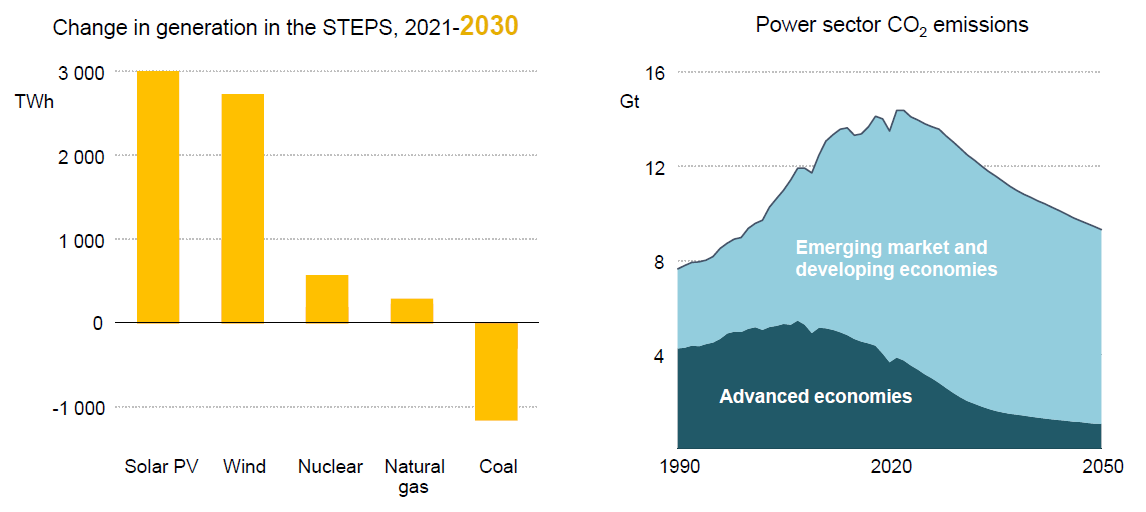 Change in generation in the STEPS, 2021-2030
TWh
3 000
2 000
1 000
0
-1 000
Solar PV
Wind
Nuclear
Natural
gas
Coal
Power sector CO₂ emissions
Gt
16
12
8
4
Emerging market and
developing economies
Advanced economies
1990
2020
2050